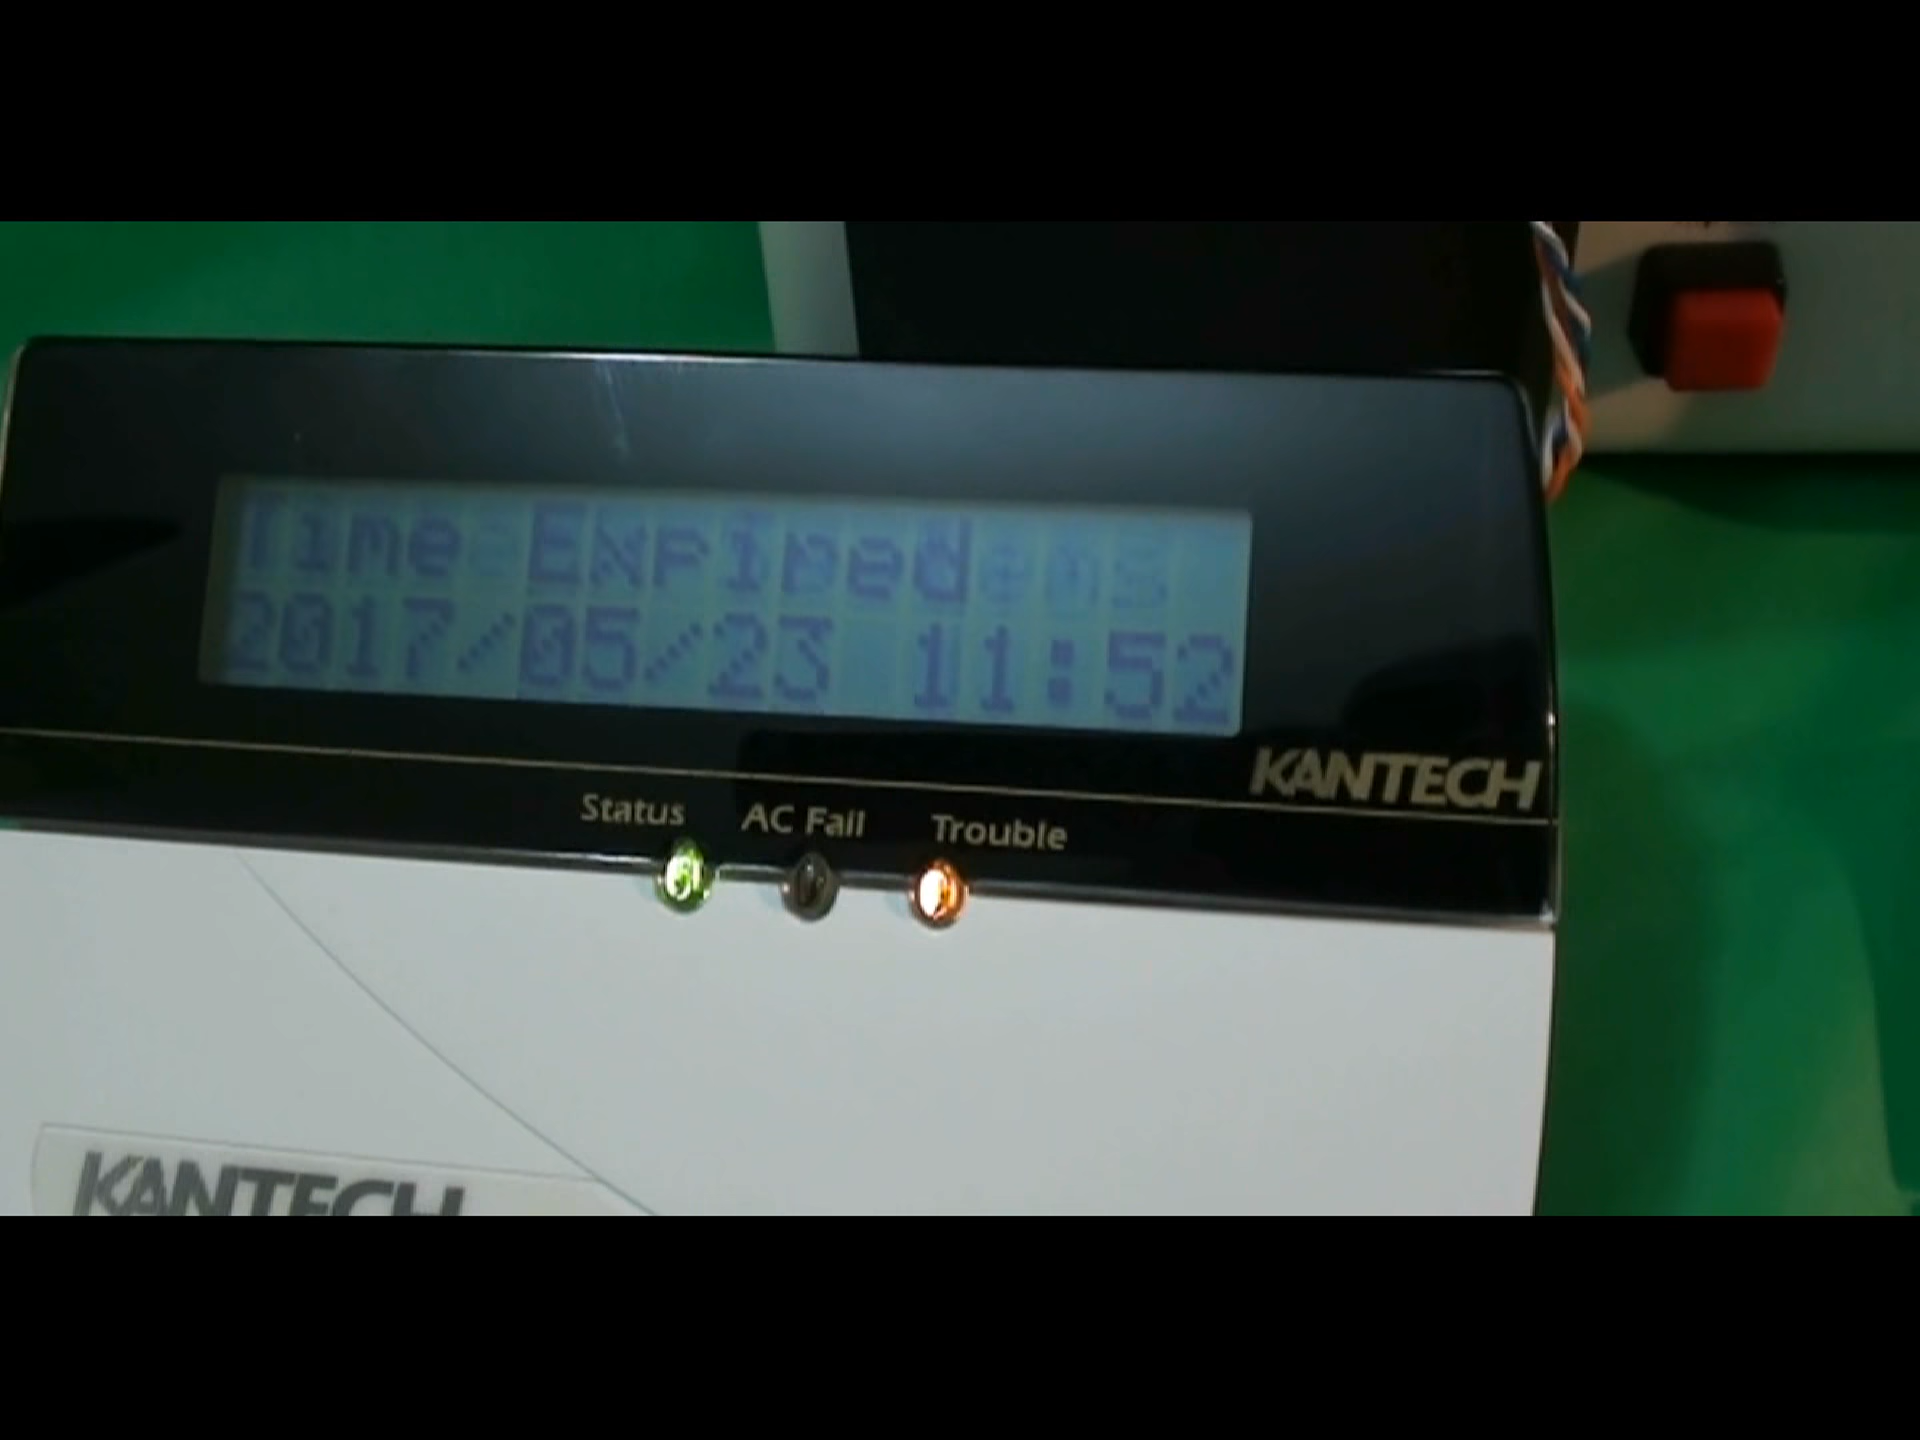 Time Expired
2017/05/23 11:52
KANTECH
Status AC Fail Trouble
KANTECH